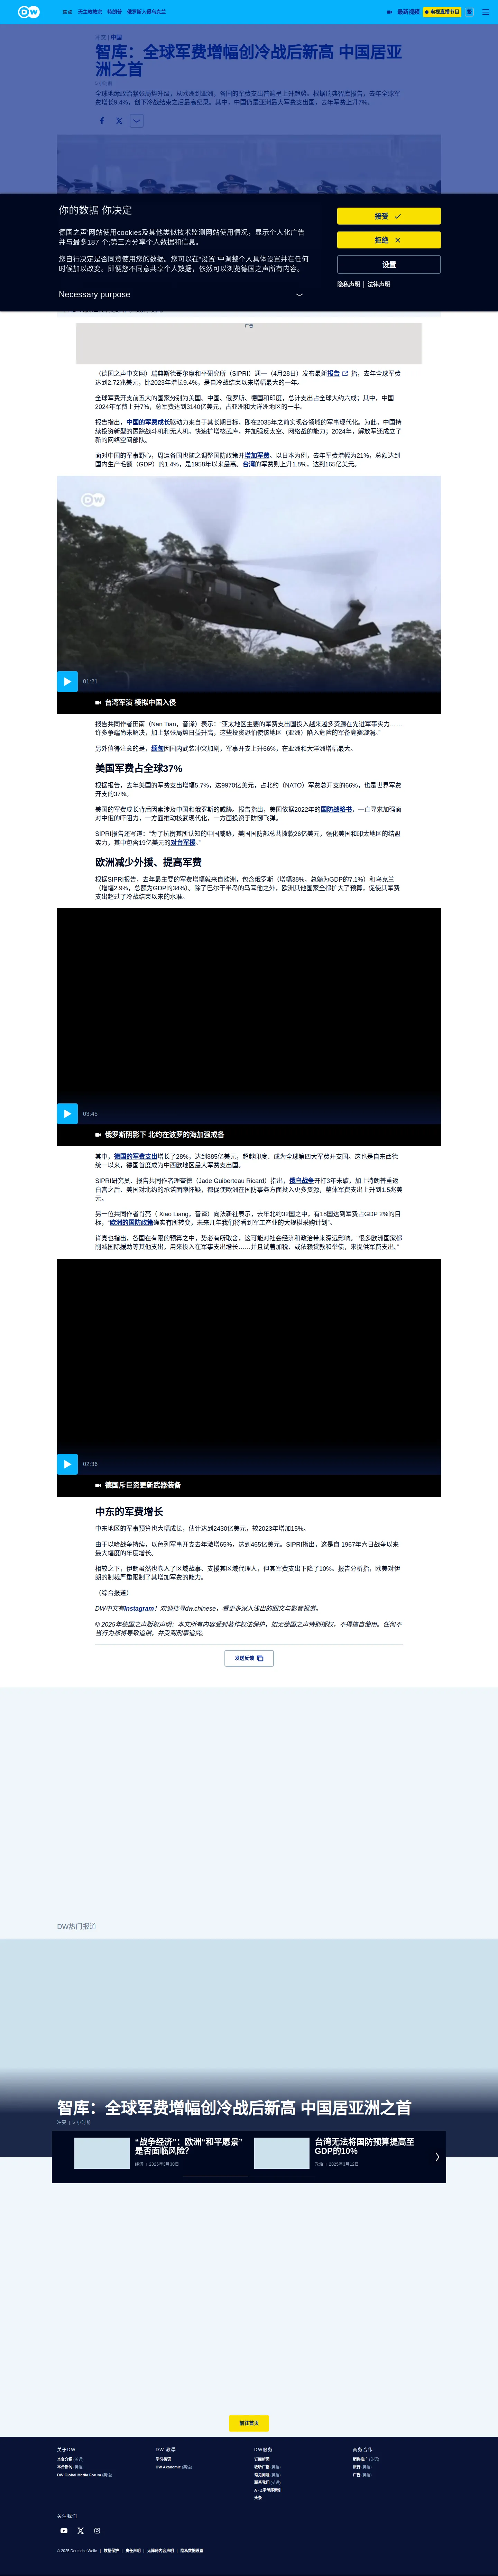 DW
焦点
天主教教宗
特朗普
俄罗斯入侵乌克兰
最新视频
电视直播节目
繁
冲突 | 中国
智库：全球军费增幅创冷战后新高 中国居亚
洲之首
5 小时前
全球地缘政治紧张局势升级，从欧洲到亚洲，各国的军费支出普遍呈上升趋势。根据瑞典智库报告，去年全球军
费增长9.4%，创下冷战结束之后最高纪录。其中，中国仍是亚洲最大军费支出国，去年军费上升7%。
你的数据 你决定
德国之声˙网站使用cookies及其他类似技术监测网站使用情况，显示个人化广告
并与最多187 个;第三方分享个人数据和信息。
您自行决定是否同意使用您的数据。您可以在“设置”中调整个人具体设置并在任何
时候加以改变。即便您不同意共享个人数据，依然可以浏览德国之声所有内容。
Necessary purpose
接受
拒绝
设置
隐私声明 | 法律声明
广告
（德国之声中文网）瑞典斯德哥尔摩和平研究所（SIPRI）週一（4月28日）发布最新报告 指，去年全球军费
达到2.72兆美元，比2023年增长9.4%，是自冷战结束以来增幅最大的一年。
全球军费开支前五大的国家分别为美国、中国、俄罗斯、德国和印度，总计支出占全球大约六成；其中，中国
2024年军费上升7%，总军费达到3140亿美元，占亚洲和大洋洲地区的一半。
报告指出，中国的军费成长驱动力来自于其长期目标，即在2035年之前实现各领域的军事现代化。为此，中国持
续投资新型的匿踪战斗机和无人机，快速扩增核武库，并加强反太空、网络战的能力；2024年，解放军还成立了
新的网络空间部队。
面对中国的军事野心，周遭各国也随之调整国防政策并增加军费。以日本为例，去年军费增幅为21%，总额达到
国内生产毛额（GDP）的1.4%，是1958年以来最高。台湾的军费则上升1.8%，达到165亿美元。
DW
01:21
台湾军演 模拟中国入侵
报告共同作者田南（Nan Tian，音译）表示：“亚太地区主要的军费支出国投入越来越多资源在先进军事实力……
许多争端尚未解决，加上紧张局势日益升高，这些投资恐怕使该地区（亚洲）陷入危险的军备竞赛漩涡。”
另外值得注意的是，缅甸因国内武装冲突加剧，军事开支上升66%，在亚洲和大洋洲增幅最大。
美国军费占全球37%
根据报告，去年美国的军费支出增幅5.7%，达9970亿美元，占北约（NATO）军费总开支的66%，也是世界军费
开支的37%。
美国的军费成长背后因素涉及中国和俄罗斯的威胁。报告指出，美国依据2022年的国防战略书，一直寻求加强面
对中俄的吓阻力，一方面推动核武现代化，一方面投资于防御飞弹。
SIPRI报告还写道：“为了抗衡其所认知的中国威胁，美国国防部总共拨款26亿美元，强化美国和印太地区的结盟
实力，其中包含19亿美元的对台军援。”
欧洲减少外援、提高军费
根据SIPRI报告，去年最主要的军费增幅就来自欧洲，包含俄罗斯（增幅38%，总额为GDP的7.1%）和乌克兰
（增幅2.9%，总额为GDP的34%）。除了巴尔干半岛的马耳他之外，欧洲其他国家全都扩大了预算，促使其军费
支出超过了冷战结束以来的水准。
03:45
俄罗斯阴影下 北约在波罗的海加强戒备
其中，德国的军费支出增长了28%，达到885亿美元，超越印度、成为全球第四大军费开支国。这也是自东西德
统一以来，德国首度成为中西欧地区最大军费支出国。
SIPRI研究员、报告共同作者理查德（Jade Guiberteau Ricard）指出，俄乌战争开打3年未歇，加上特朗普重返
白宫之后、美国对北约的承诺面临怀疑，都促使欧洲在国防事务方面投入更多资源，整体军费支出上升到1.5兆美
元。
另一位共同作者肖亮（ Xiao Liang，音译）向法新社表示，去年北约32国之中，有18国达到军费占GDP 2%的目
标，“欧洲的国防政策确实有所转变，未来几年我们将看到军工产业的大规模采购计划”。
肖亮也指出，各国在有限的预算之中，势必有所取舍，这可能对社会经济和政治带来深远影响。“很多欧洲国家都
削减国际援助等其他支出，用来投入在军事支出增长……并且试著加税、或依赖贷款和举债，来提供军费支出。”
02:36
德国斥巨资更新武器装备
中东的军费增长
中东地区的军事预算也大幅成长，估计达到2430亿美元，较2023年增加15%。
由于以哈战争持续，以色列军事开支去年激增65%，达到465亿美元。SIPRI指出，这是自 1967年六日战争以来
最大幅度的年度增长。
相较之下，伊朗虽然也卷入了区域战事、支援其区域代理人，但其军费支出下降了10%。报告分析指，欧美对伊
朗的制裁严重限制了其增加军费的能力。
（综合报道）
DW中文有Instagram！欢迎搜寻dw.chinese，看更多深入浅出的图文与影音报道。
© 2025年德国之声版权声明：本文所有内容受到著作权法保护，如无德国之声特别授权，不得擅自使用。任何不
当行为都将导致追偿，并受到刑事追究。
发送反馈
DW热门报道
智库：全球军费增幅创冷战后新高 中国居亚洲之首
冲突 | 5 小时前
“战争经济”：欧洲“和平愿景”
是否面临风险？
经济 | 2025年3月30日
台湾无法将国防预算提高至
GDP的10%
政治 | 2025年3月12日
前往首页
关于DW
本台介绍 (英语)
本台新闻 (英语)
DW Global Media Forum (英语)
DW 教学
学习德语
DW Akademie (英语)
DW服务
订阅新闻
收听广播 (英语)
常见问题 (英语)
联系我们 (英语)
A - Z字母序索引
头条
商务合作
销售推广 (英语)
旅行 (英语)
广告 (英语)
关注我们
© 2025 Deutsche Welle | 数据保护 | 责任声明 | 无障碍内容声明 | 隐私数据设置